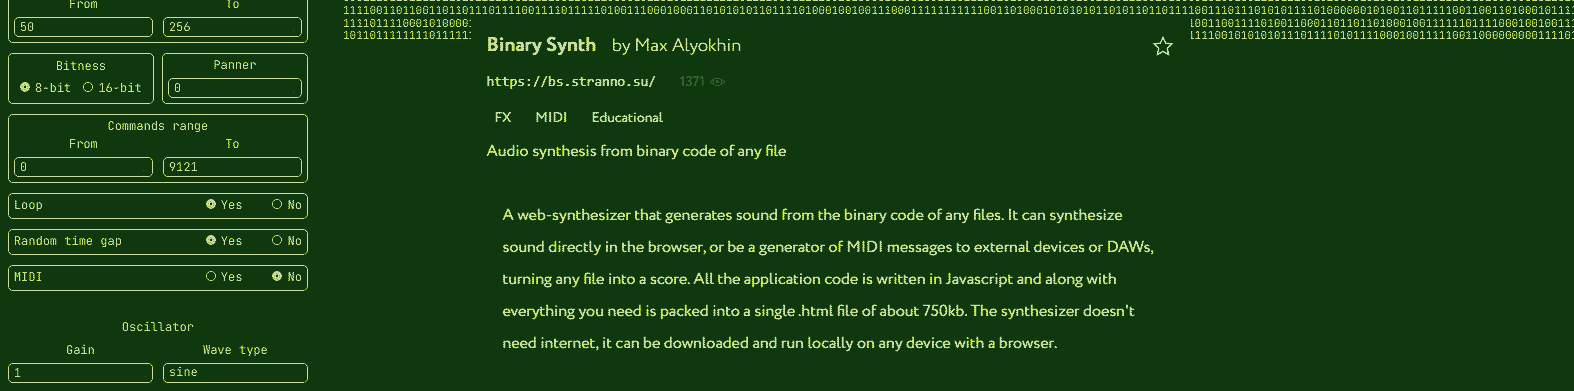 From To
50 256
Bitness
8-bit 16-bit
Panner
0
Commands range
From To
0 9121
Loop Yes No
Random time gap Yes No
MIDI Yes No
Oscillator
Gain Wave type
1 sine
Binary Synth by Max Alyokhin
https://bs.stranno.su/ 1371
FX MIDI Educational
Audio synthesis from binary code of any file
A web-synthesizer that generates sound from the binary code of any files. It can synthesize
sound directly in the browser, or be a generator of MIDI messages to external devices or DAWs,
turning any file into a score. All the application code is written in Javascript and along with
everything you need is packed into a single .html file of about 750kb. The synthesizer doesn't
need internet, it can be downloaded and run locally on any device with a browser.